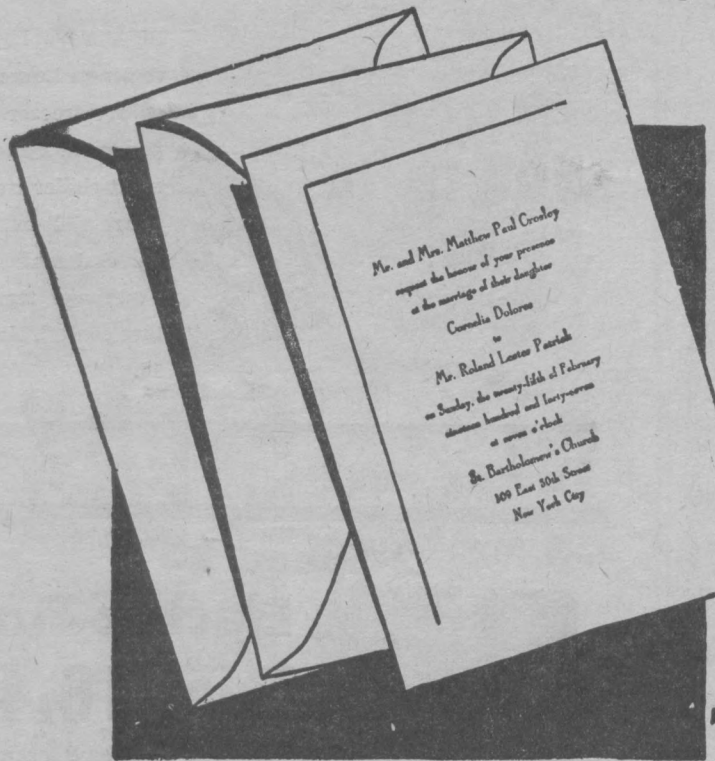 Mr. and Mrs. Matthew Paul Crosley
request the honour of your presence
at the marriage of their daughter
Cornelia Dolores
to
Mr. Roland Lester Patrick
on Sunday, the twenty-fifth of February
nineteen hundred and forty-seven
at seven o'clock
St. Bartholomew's Church
109 East 50th Street
New York City